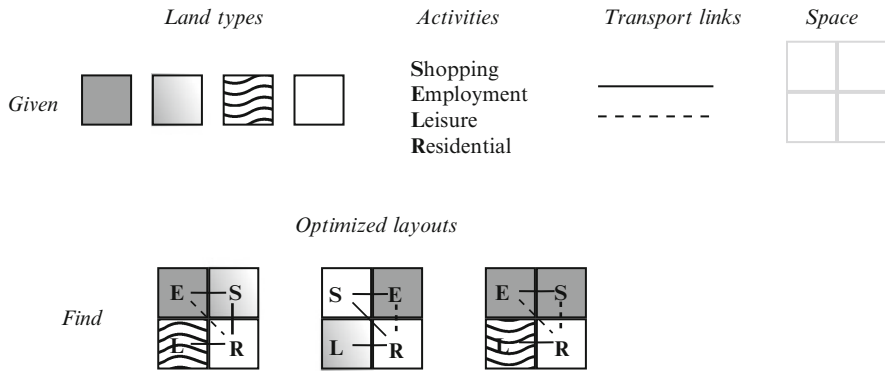 Land types Activities Transport links Space
Given
Shopping
Employment
Leisure
Residential
Optimized layouts
Find
E S S E E S
L R L R L R